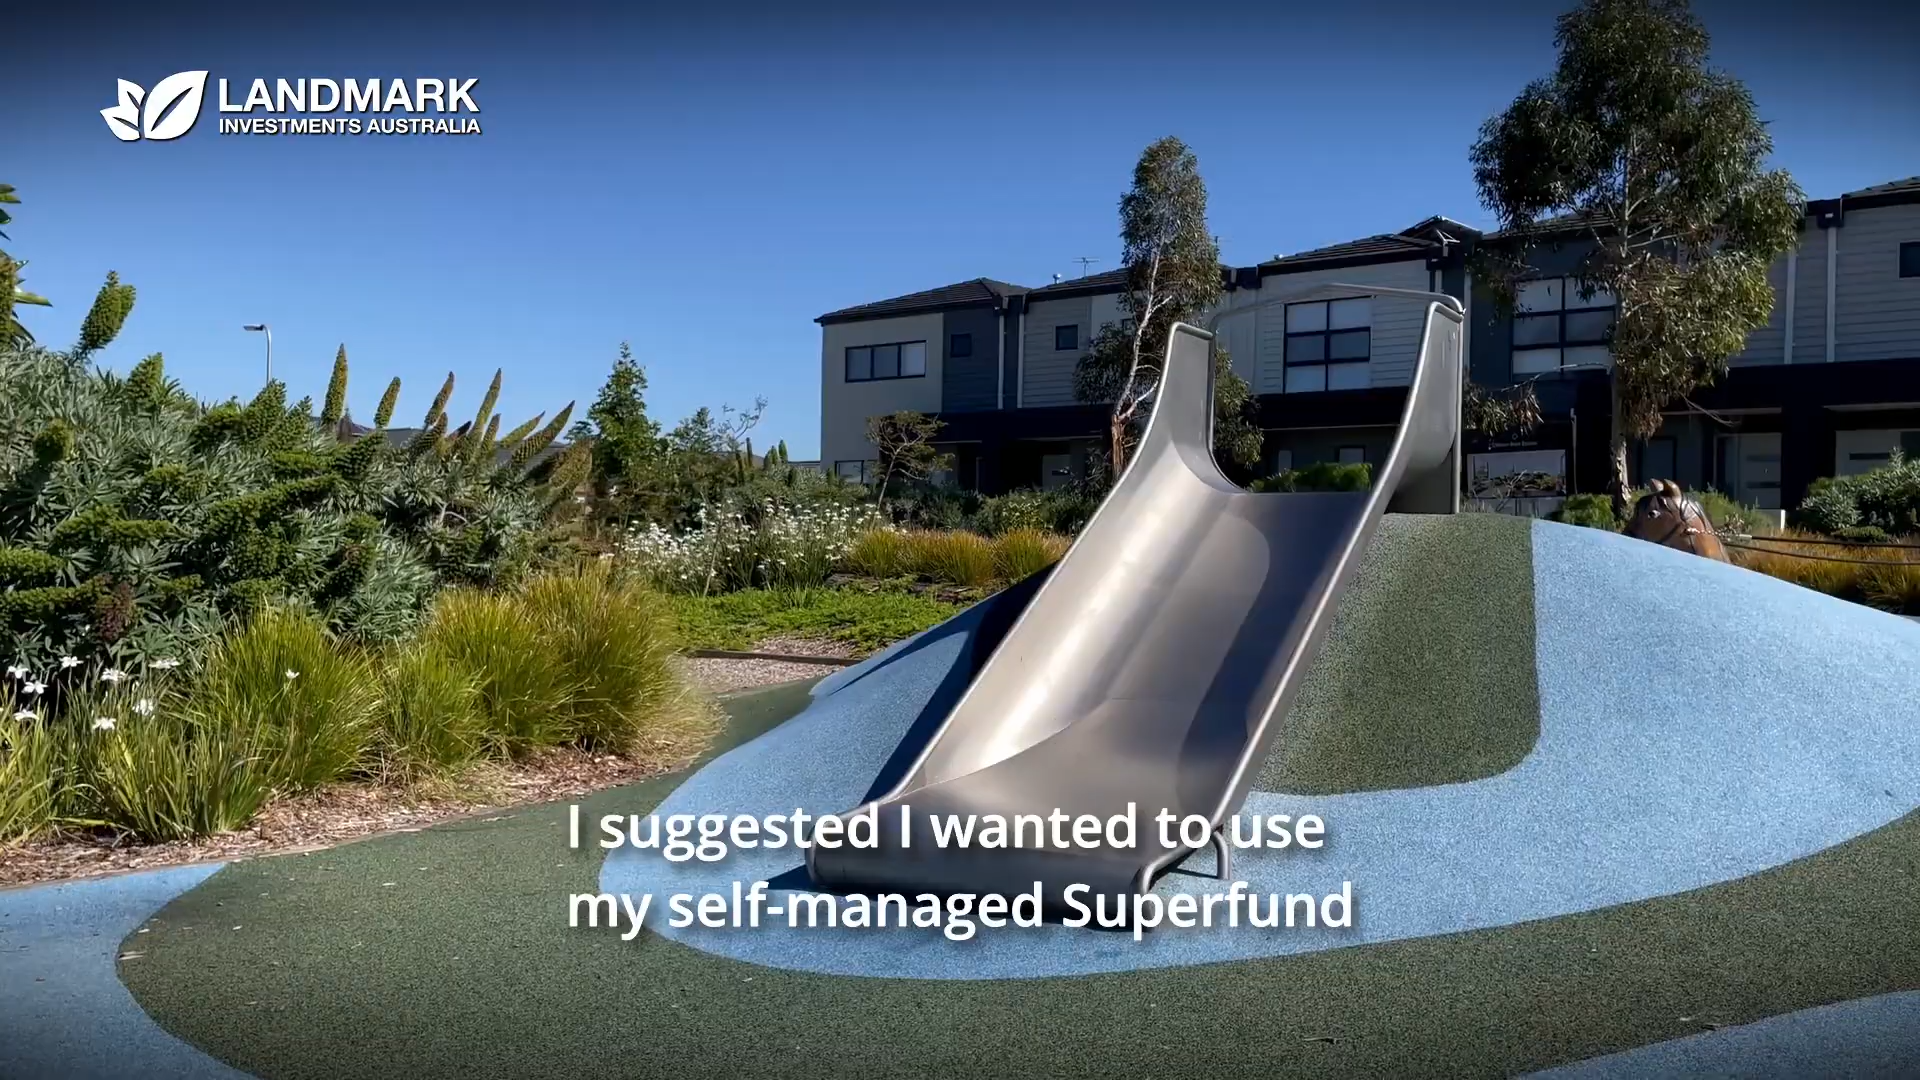 LANDMARK
INVESTMENTS AUSTRALIA
I suggested I wanted to use
my self-managed Superfund